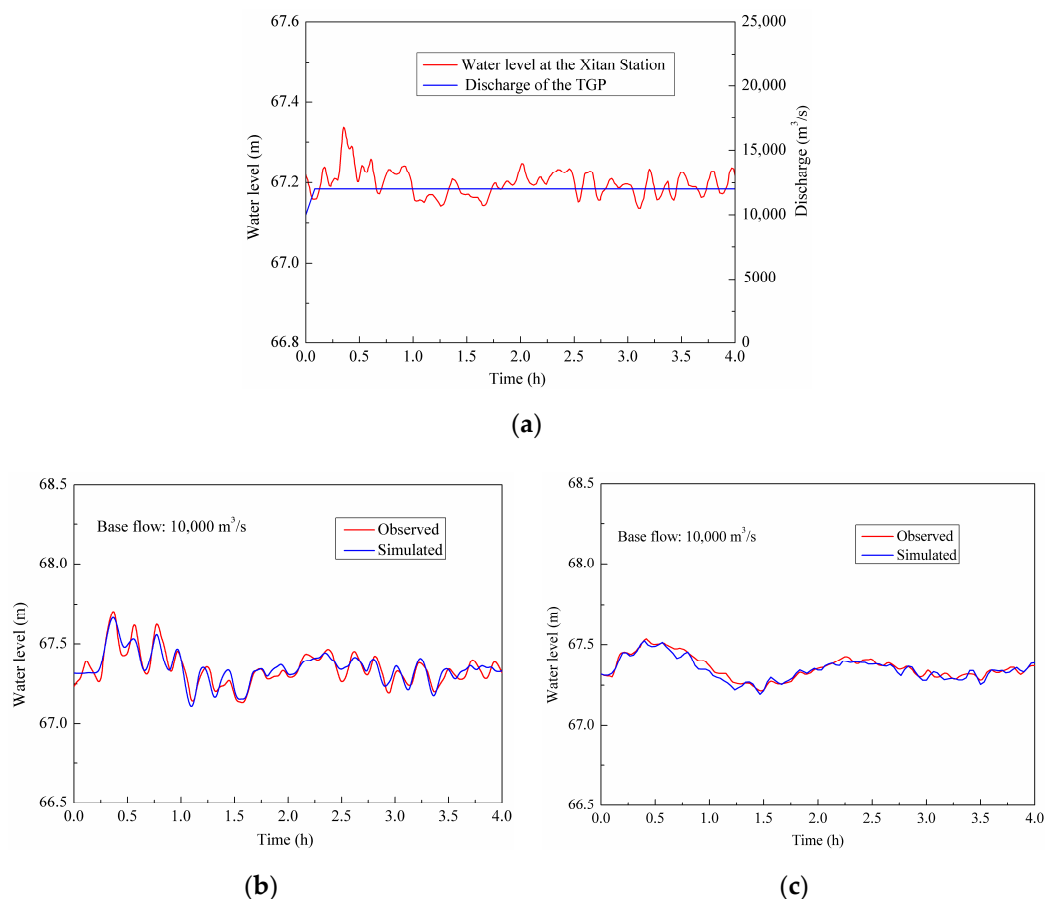 67.6
67.4
67.2
67.0
66.8
Water level (m)
25,000
20,000
15,000
10,000
5000
0
Discharge (m³/s)
Water level at the Xitan Station
Discharge of the TGP
0.0 0.5 1.0 1.5 2.0 2.5 3.0 3.5 4.0
Time (h)
(a)
68.5
68.0
67.5
67.0
66.5
Water level (m)
Base flow: 10,000 m³/s
Observed
Simulated
0.0 0.5 1.0 1.5 2.0 2.5 3.0 3.5 4.0
Time (h)
(b)
68.5
68.0
67.5
67.0
66.5
Water level (m)
Base flow: 10,000 m³/s
Observed
Simulated
0.0 0.5 1.0 1.5 2.0 2.5 3.0 3.5 4.0
Time (h)
(c)